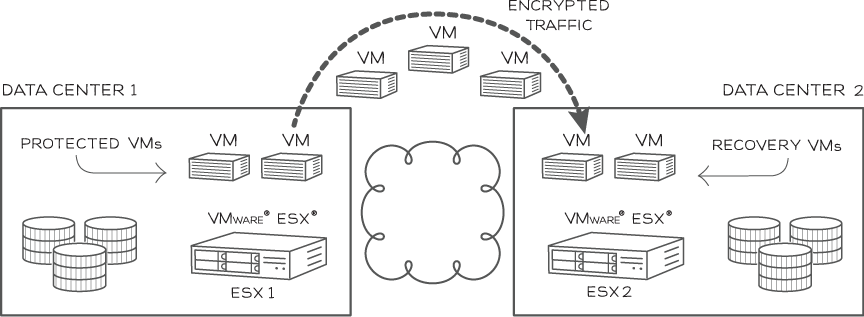 ENCRYPTED
TRAFFIC
VM
VM
VM
DATA CENTER 1
DATA CENTER 2
PROTECTED VMs
VM
VM
VM
VM
RECOVERY VMs
VMWARE® ESX®
VMWARE® ESX®
ESX 1
ESX 2